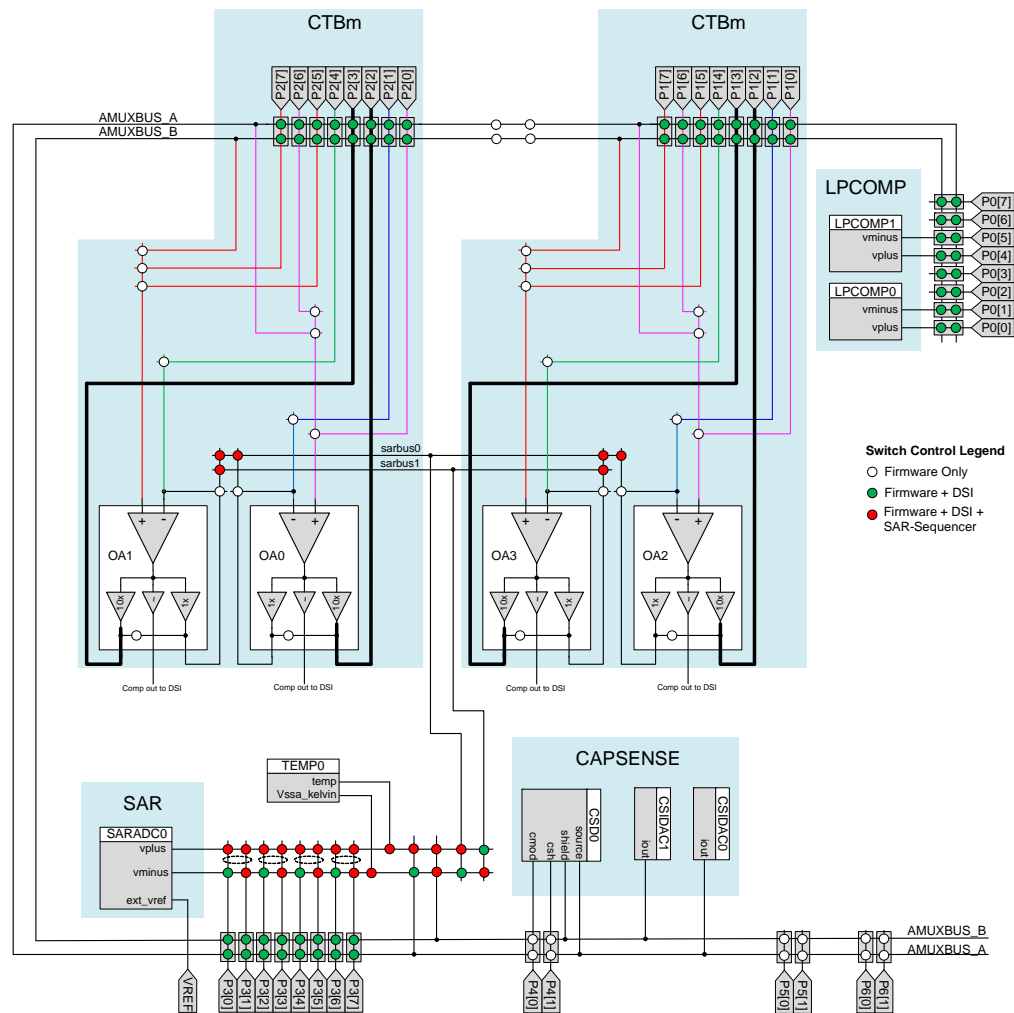 CTBm
CTBm
P2[7]
P2[6]
P2[5]
P2[4]
P2[3]
P2[2]
P2[1]
P2[0]
P1[7]
P1[6]
P1[5]
P1[4]
P1[3]
P1[2]
P1[1]
P1[0]
AMUXBUS_A
AMUXBUS_B
LPCOMP
LPCOMP1
vminus
vplus
LPCOMP0
vminus
vplus
P0[7]
P0[6]
P0[5]
P0[4]
P0[3]
P0[2]
P0[1]
P0[0]
sarbus0
sarbus1
Switch Control Legend
Firmware Only
Firmware + DSI
Firmware + DSI +
SAR-Sequencer
+ -
OA1
10x
~
1x
- +
OA0
1x
~
10x
+ -
OA3
10x
~
1x
- +
OA2
1x
~
10x
Comp out to DSI
Comp out to DSI
Comp out to DSI
Comp out to DSI
TEMP0
temp
Vssa_kelvin
SAR
SARADC0
vplus
vminus
ext_vref
CAPSENSE
CSD0
cmod
csh
shield
source
CSIDAC1
iout
CSIDAC0
iout
AMUXBUS_B
AMUXBUS_A
VREF
P3[0]
P3[1]
P3[2]
P3[3]
P3[4]
P3[5]
P3[6]
P3[7]
P4[0]
P4[1]
P5[0]
P5[1]
P6[0]
P6[1]